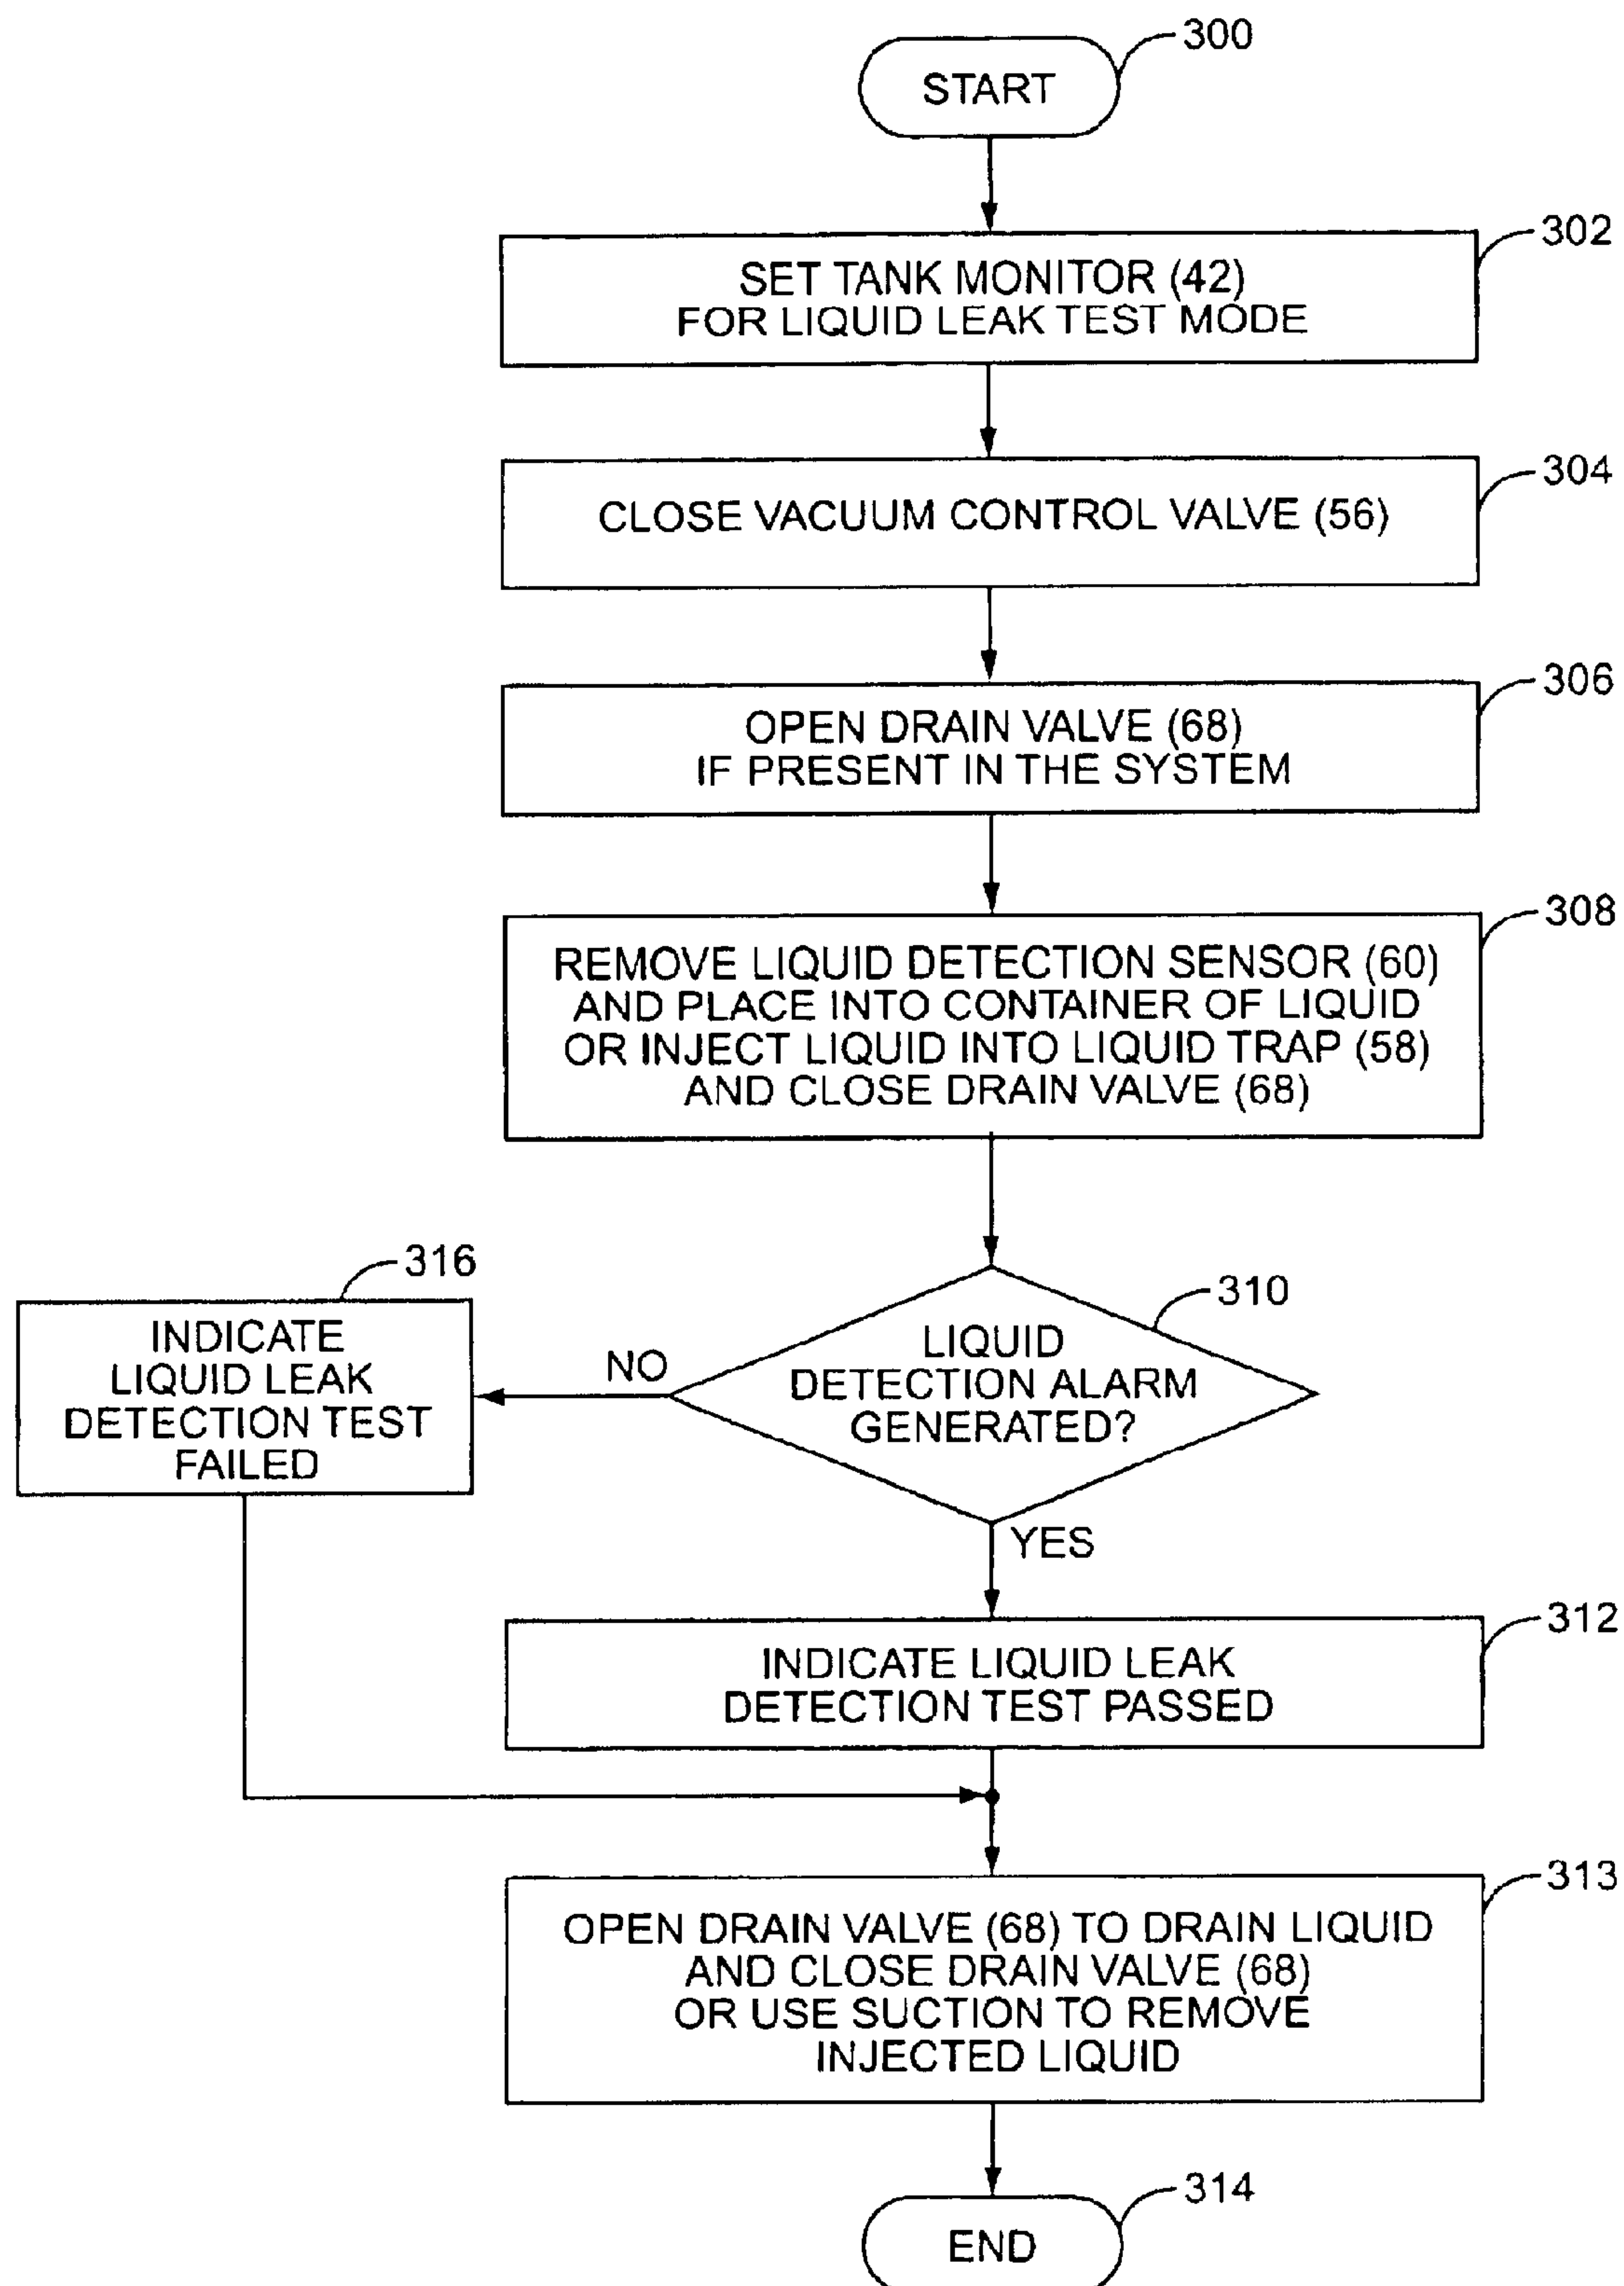 300
START
302
SET TANK MONITOR (42)
FOR LIQUID LEAK TEST MODE
304
CLOSE VACUUM CONTROL VALVE (56)
306
OPEN DRAIN VALVE (68)
IF PRESENT IN THE SYSTEM
308
REMOVE LIQUID DETECTION SENSOR (60)
AND PLACE INTO CONTAINER OF LIQUID
OR INJECT LIQUID INTO LIQUID TRAP (58)
AND CLOSE DRAIN VALVE (68)
310
LIQUID
DETECTION ALARM
GENERATED?
NO
316
INDICATE
LIQUID LEAK
DETECTION TEST
FAILED
YES
312
INDICATE LIQUID LEAK
DETECTION TEST PASSED
313
OPEN DRAIN VALVE (68) TO DRAIN LIQUID
AND CLOSE DRAIN VALVE (68)
OR USE SUCTION TO REMOVE
INJECTED LIQUID
314
END